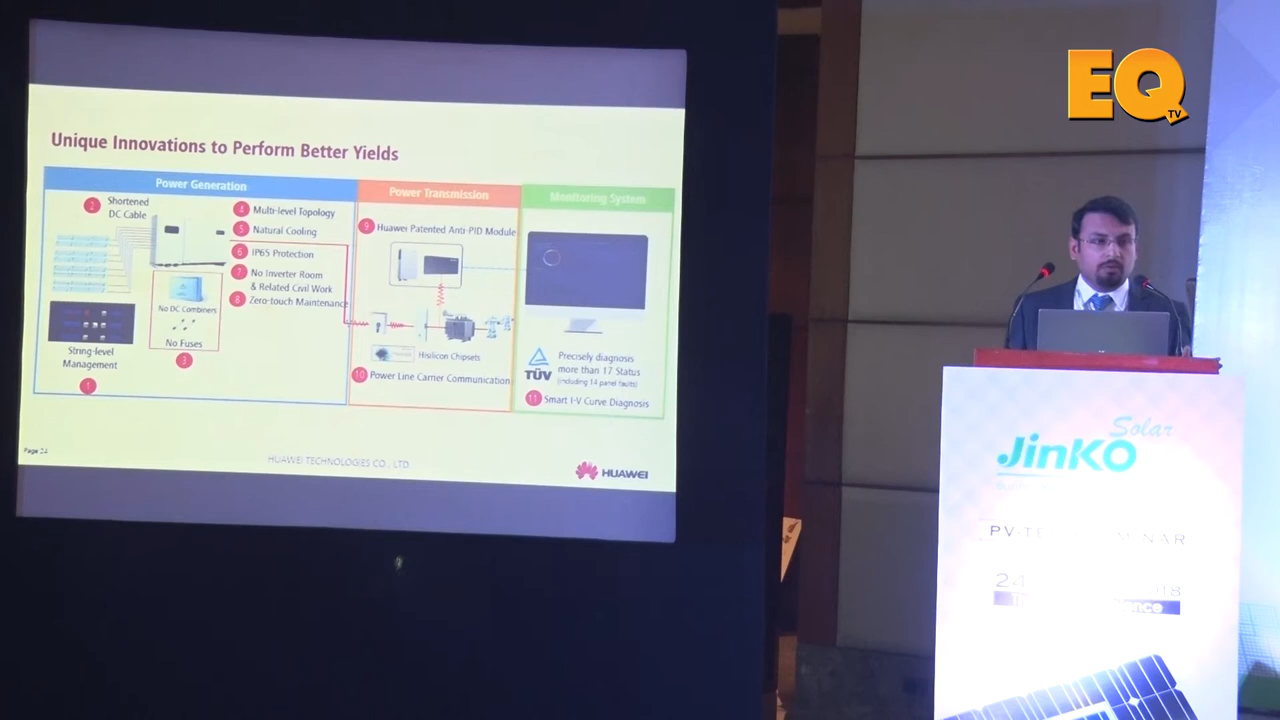 EQ
TV
Unique Innovations to Perform Better Yields
Power Generation
Power Transmission
Monitoring System
2 Shortened
DC Cable
4 Multi-level Topology
5 Natural Cooling
6 IP65 Protection
7 No Inverter Room
& Related Civil Work
8 Zero-touch Maintenance
No DC Combiners
No Fuses
3
String-level
Management
1
9 Huawei Patented Anti-PID Module
Hisilicon Chipsets
10 Power Line Carrier Communication
TÜV
Precisely diagnosis
more than 17 Status
(including 14 panel faults)
11 Smart I-V Curve Diagnosis
Page
HUAWEI TECHNOLOGIES CO., LTD.
HUAWEI
JinKO
Solar
PV
24